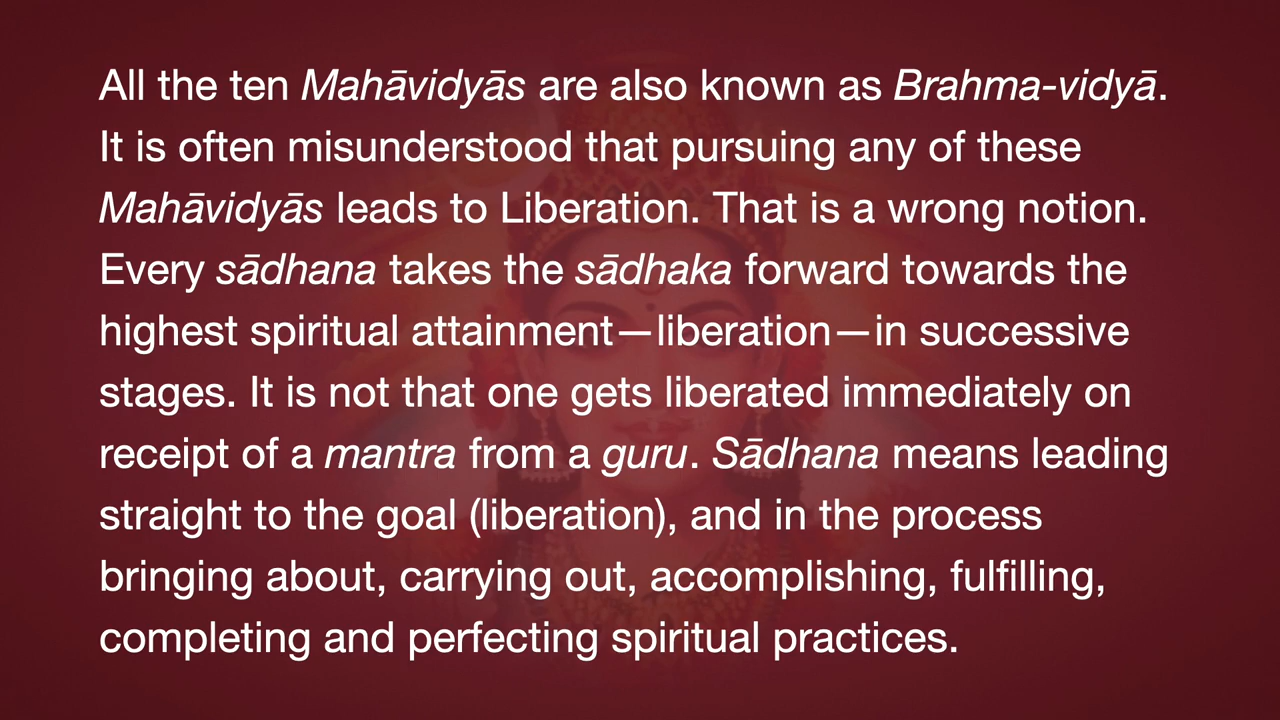 All the ten Mahāvidyās are also known as Brahma-vidyā.
It is often misunderstood that pursuing any of these
Mahāvidyās leads to Liberation. That is a wrong notion.
Every sādhana takes the sādhaka forward towards the
highest spiritual attainment—liberation—in successive
stages. It is not that one gets liberated immediately on
receipt of a mantra from a guru. Sādhana means leading
straight to the goal (liberation), and in the process
bringing about, carrying out, accomplishing, fulfilling,
completing and perfecting spiritual practices.